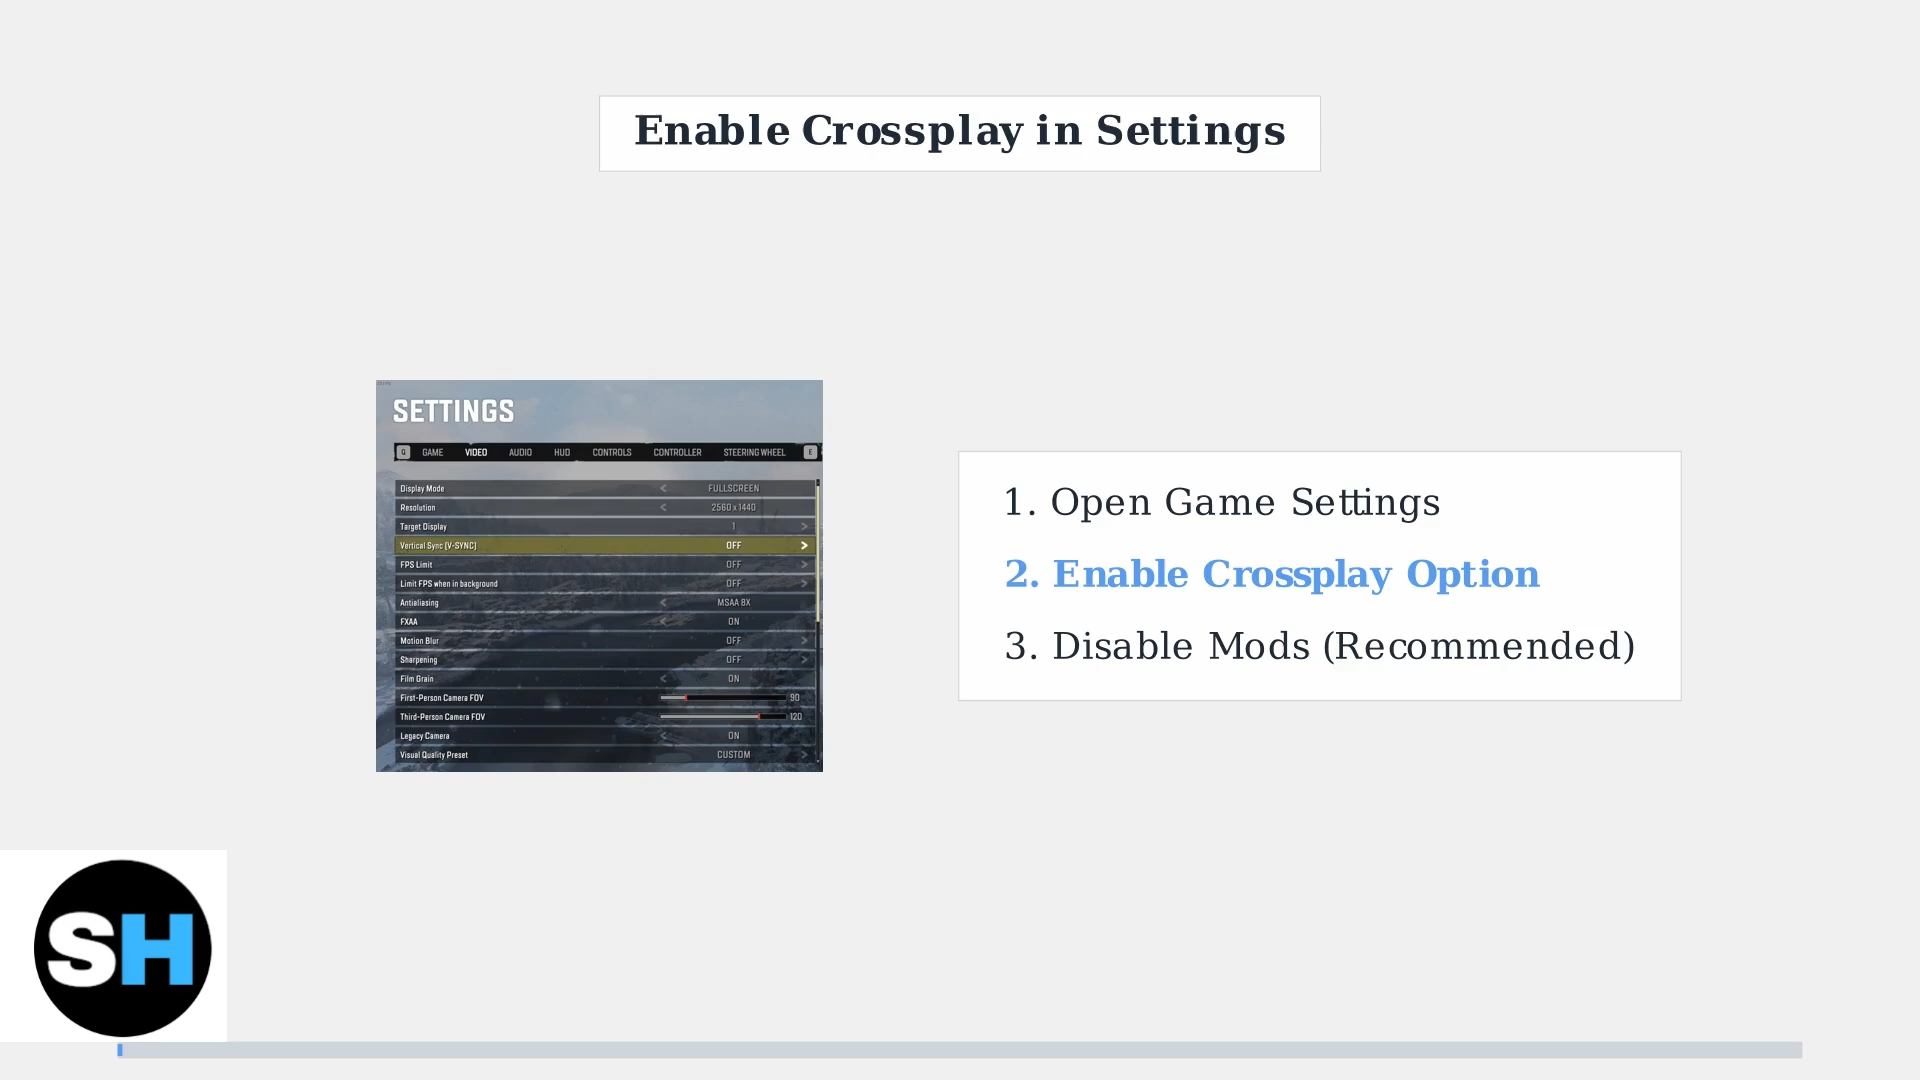 Enable Crossplay in Settings
SETTINGS
Q GAME VIDEO AUDIO HUD CONTROLS CONTROLLER STEERING WHEEL E
Display Mode < FULLSCREEN
Resolution < 2560 x 1440
Target Display 1 >
Vertical Sync (V-SYNC) OFF >
FPS Limit OFF >
Limit FPS when in background OFF >
Antialiasing < MSAA 8X
FXAA < ON
Motion Blur OFF >
Sharpening OFF >
Film Grain < ON
First-Person Camera FOV 90
Third-Person Camera FOV 120
Legacy Camera < ON
Visual Quality Preset CUSTOM >
1. Open Game Settings
2. Enable Crossplay Option
3. Disable Mods (Recommended)
SH